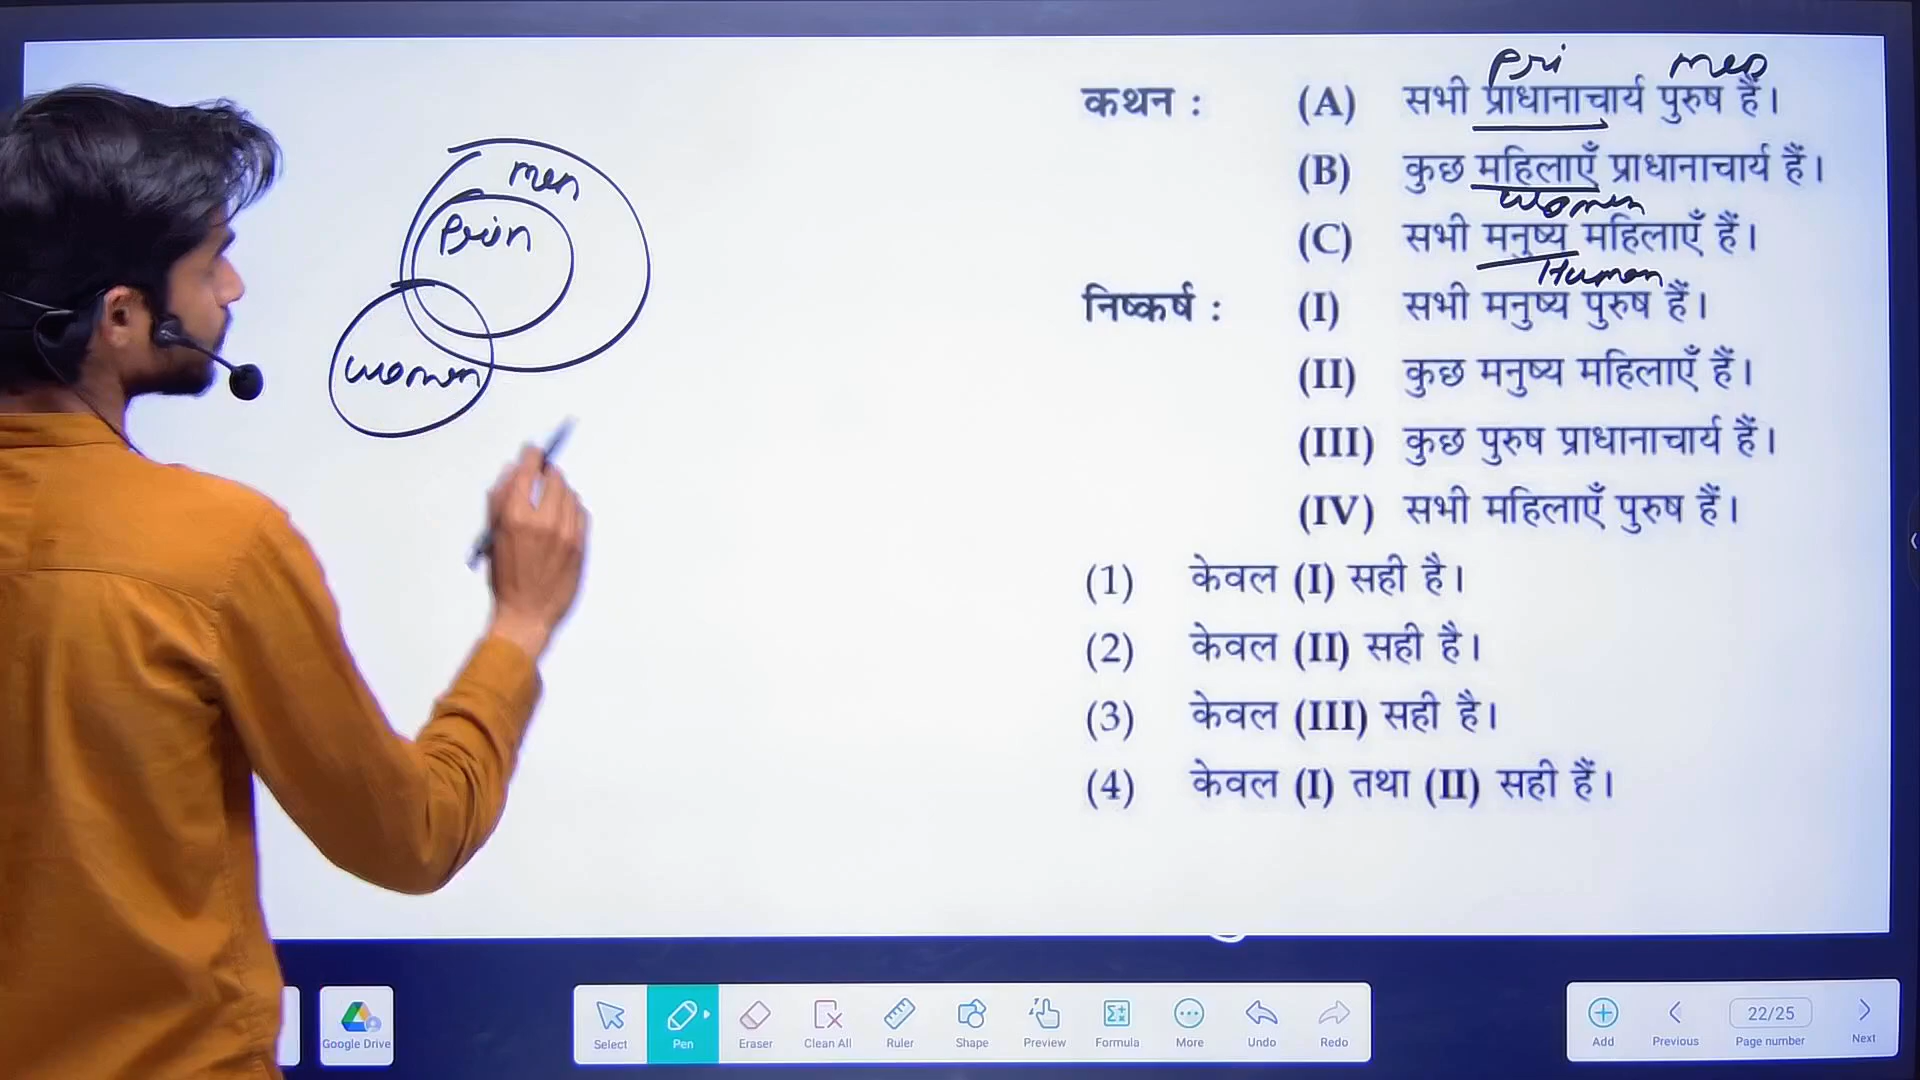 Pri men
कथन : (A) सभी प्राधानाचार्य पुरुष हैं।
(B) कुछ महिलाएँ प्राधानाचार्य हैं।
women
(C) सभी मनुष्य महिलाएँ हैं।
Human
निष्कर्ष : (I) सभी मनुष्य पुरुष हैं।
(II) कुछ मनुष्य महिलाएँ हैं।
(III) कुछ पुरुष प्राधानाचार्य हैं।
(IV) सभी महिलाएँ पुरुष हैं।
(1) केवल (I) सही है।
(2) केवल (II) सही है।
(3) केवल (III) सही है।
(4) केवल (I) तथा (II) सही हैं।
men
Prin
women
Google Drive
Select Pen Eraser Clean All Ruler Shape Preview Formula More Undo Redo
Add Previous 22/25 Page number Next